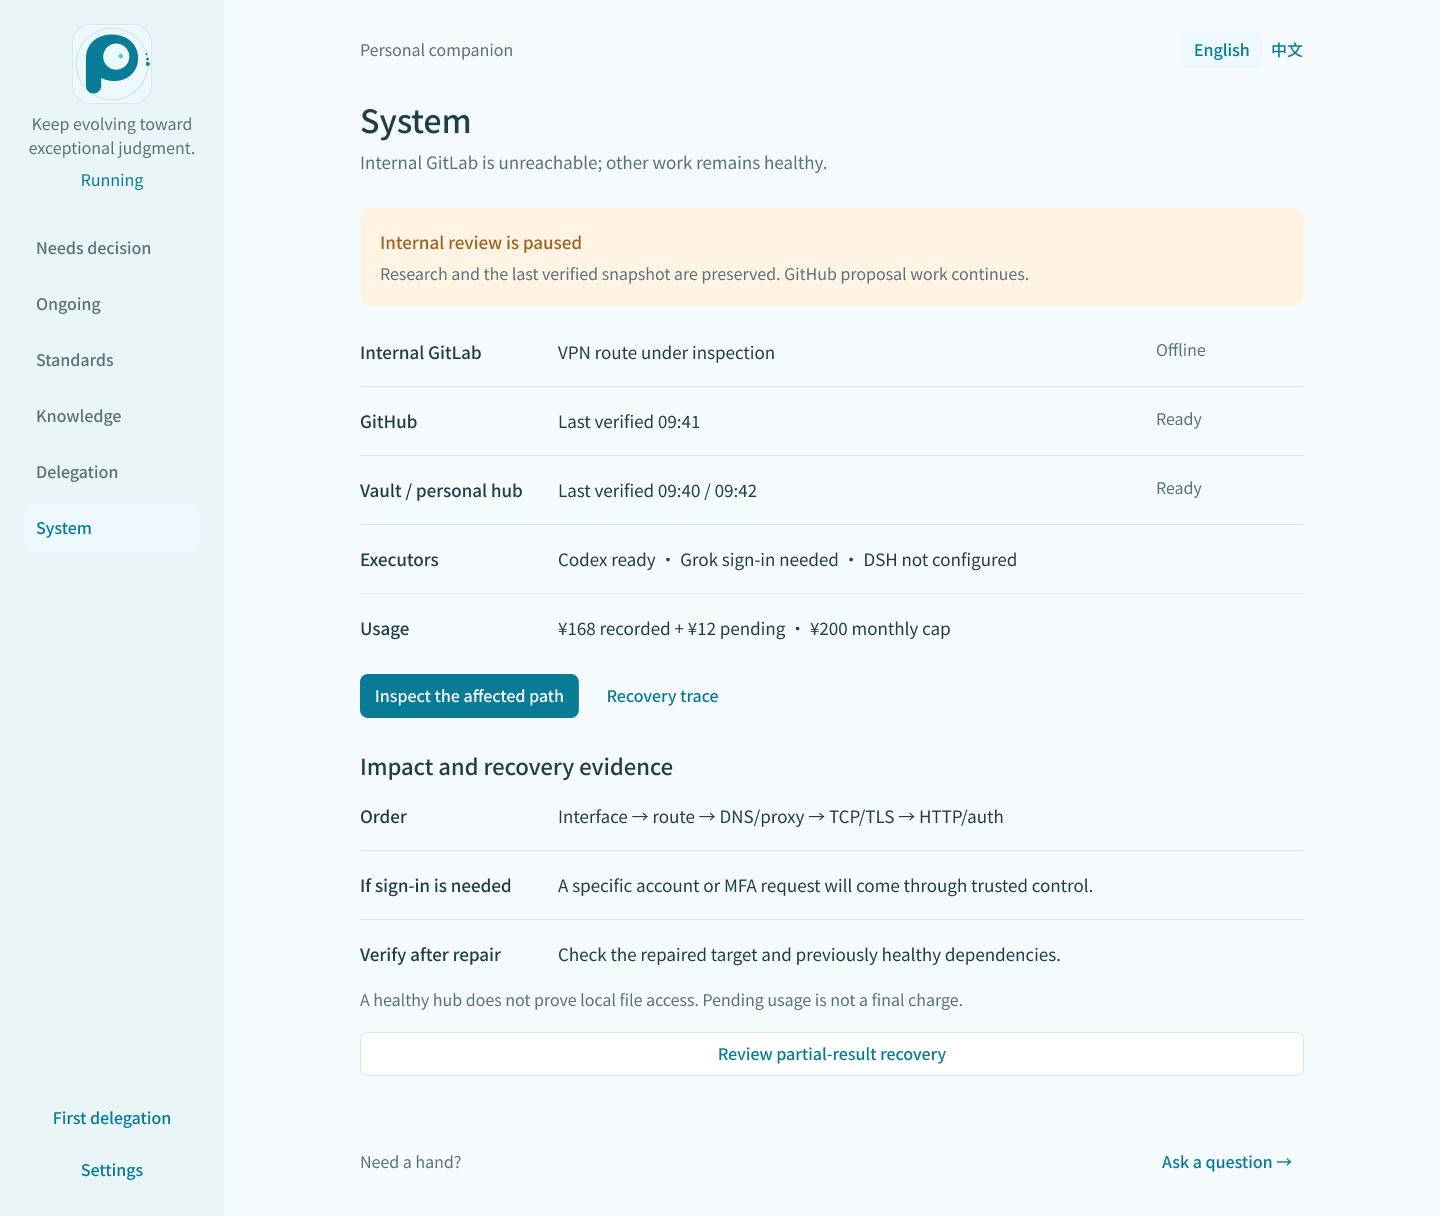 Keep evolving toward
exceptional judgment.
Running
Needs decision
Ongoing
Standards
Knowledge
Delegation
System
First delegation
Settings
Personal companion
English
中文
System
Internal GitLab is unreachable; other work remains healthy.
Internal review is paused
Research and the last verified snapshot are preserved. GitHub proposal work continues.
Internal GitLab VPN route under inspection Offline
GitHub Last verified 09:41 Ready
Vault / personal hub Last verified 09:40 / 09:42 Ready
Executors Codex ready · Grok sign-in needed · DSH not configured
Usage ¥168 recorded + ¥12 pending · ¥200 monthly cap
Inspect the affected path Recovery trace
Impact and recovery evidence
Order Interface → route → DNS/proxy → TCP/TLS → HTTP/auth
If sign-in is needed A specific account or MFA request will come through trusted control.
Verify after repair Check the repaired target and previously healthy dependencies.
A healthy hub does not prove local file access. Pending usage is not a final charge.
Review partial-result recovery
Need a hand? Ask a question →